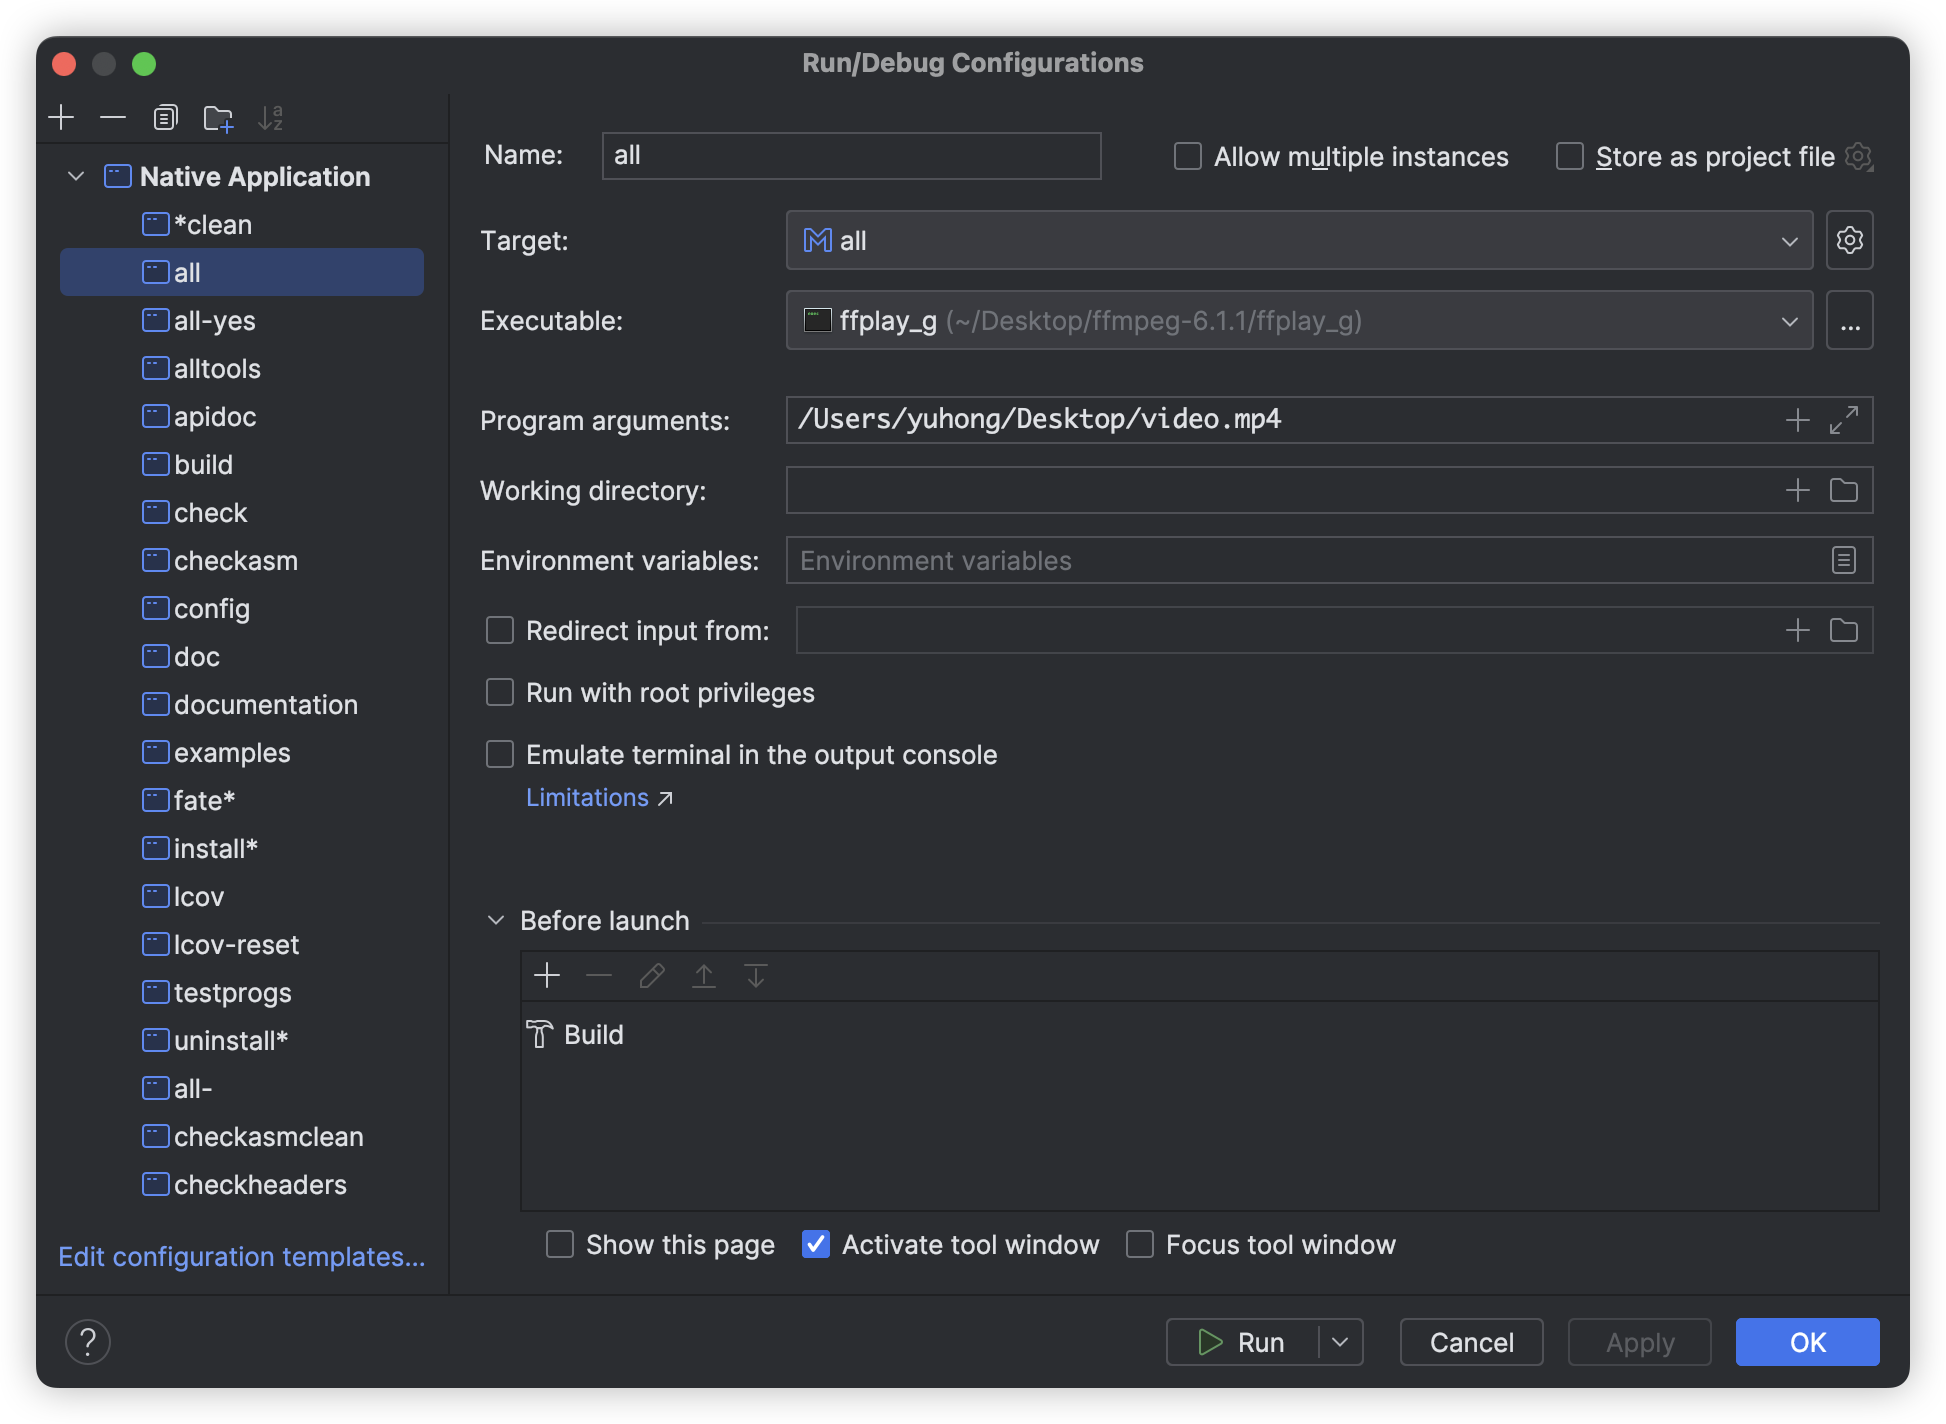 Run/Debug Configurations
Name: all
Allow multiple instances
Store as project file
Native Application
*clean
all
all-yes
alltools
apidoc
build
check
checkasm
config
doc
documentation
examples
fate*
install*
lcov
lcov-reset
testprogs
uninstall*
all-
checkasmclean
checkheaders
Edit configuration templates...
Target: all
Executable: ffplay_g (~/Desktop/ffmpeg-6.1.1/ffplay_g)
...
Program arguments: /Users/yuhong/Desktop/video.mp4
Working directory:
Environment variables: Environment variables
Redirect input from:
Run with root privileges
Emulate terminal in the output console
Limitations ↗
Before launch
Build
Show this page
Activate tool window
Focus tool window
?
Run
Cancel
Apply
OK